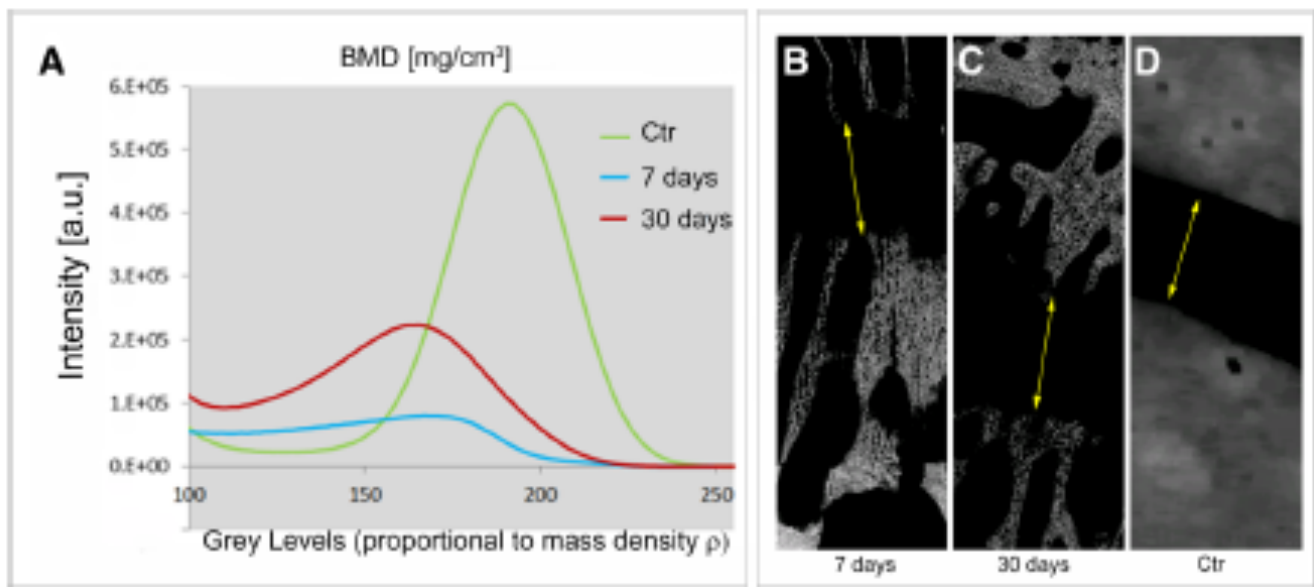 A
BMD [mg/cm³]
6.E+05
5.E+05
4.E+05
3.E+05
2.E+05
1.E+05
0.E+00
Intensity [a.u.]
Ctr
7 days
30 days
100
150
200
250
Grey Levels (proportional to mass density ρ)
B
C
D
7 days
30 days
Ctr